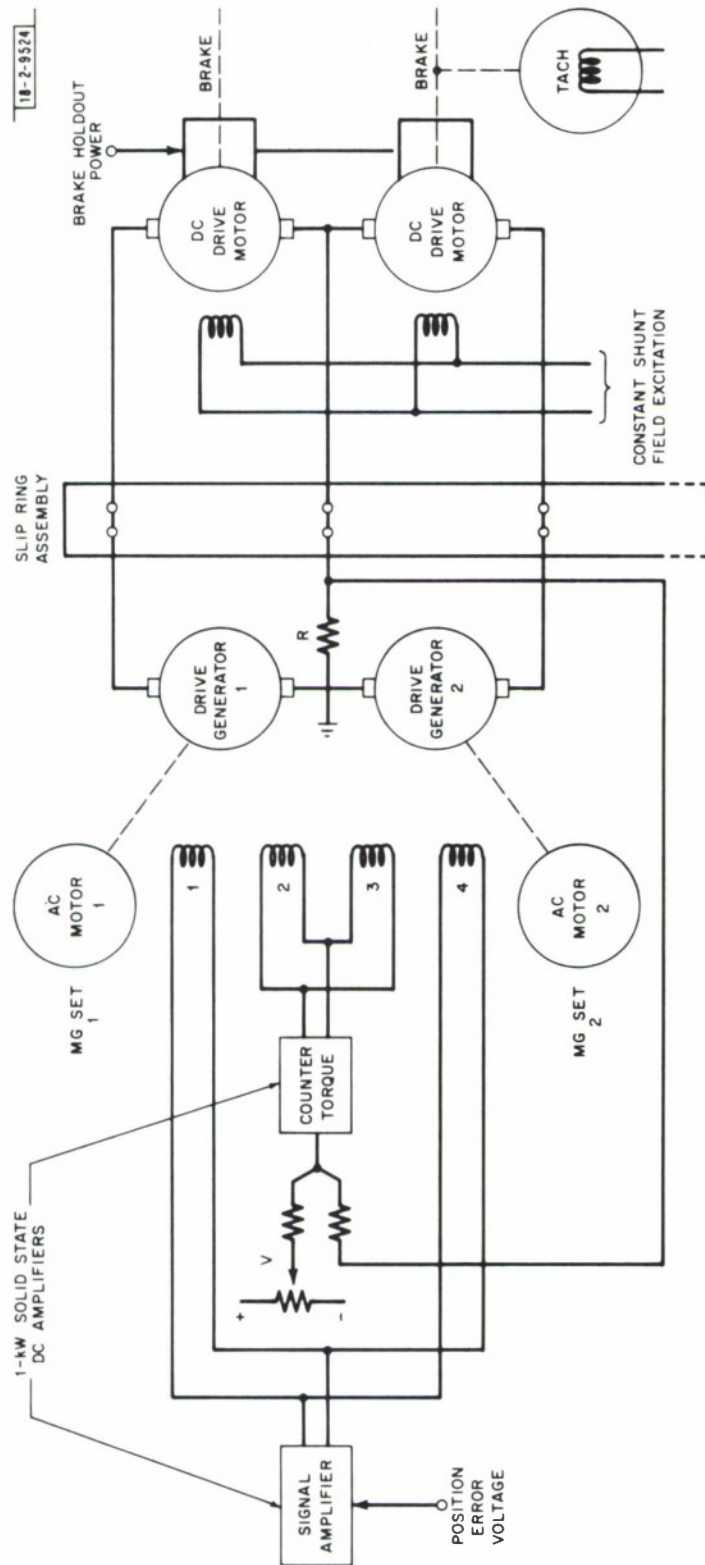 18-2-9524
SLIP RING
ASSEMBLY
BRAKE HOLDOUT
POWER
BRAKE
BRAKE
DC
DRIVE
MOTOR
DC
DRIVE
MOTOR
TACH
CONSTANT SHUNT
FIELD EXCITATION
R
DRIVE
GENERATOR
1
DRIVE
GENERATOR
2
AC
MOTOR
1
MG SET
1
AC
MOTOR
2
MG SET
2
1
2
3
4
1-kW SOLID STATE
DC AMPLIFIERS
COUNTER
TORQUE
V
+
-
SIGNAL
AMPLIFIER
POSITION
ERROR
VOLTAGE